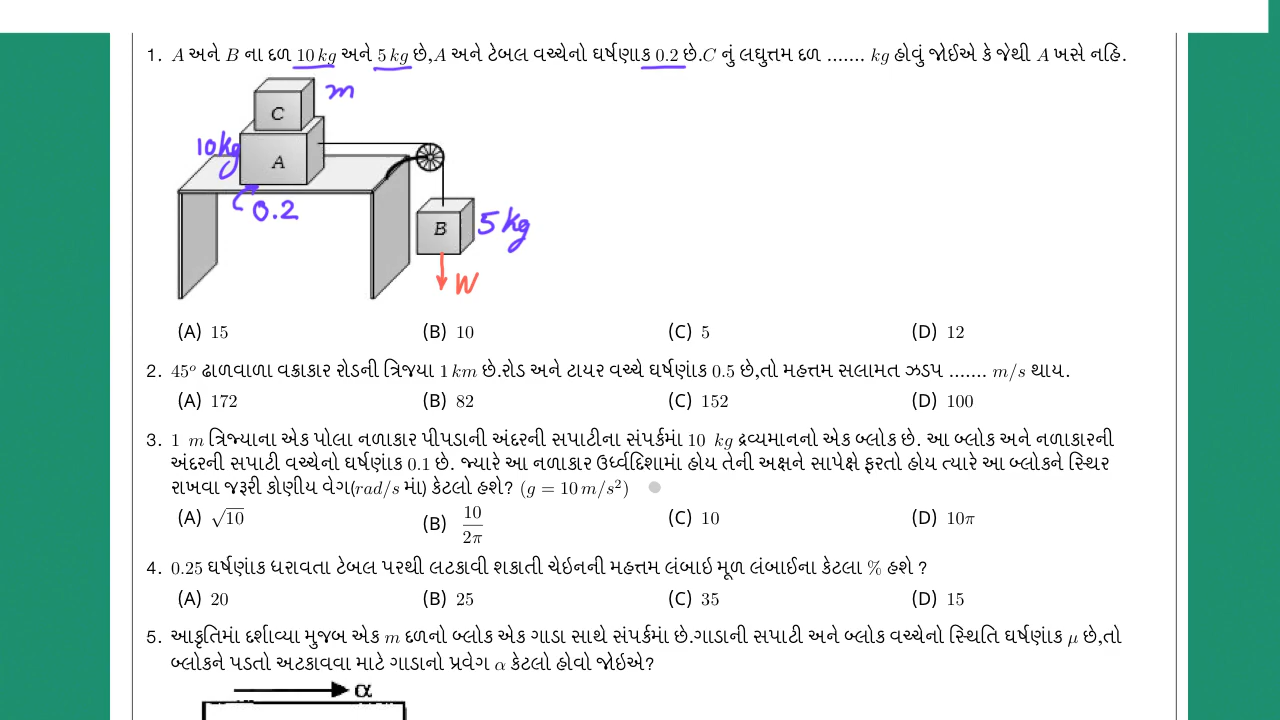 1. A અને B ના દળ 10 kg અને 5 kg છે,A અને ટેબલ વચ્ચેનો ઘર્ષણાક 0.2 છે.C નું લઘુત્તમ દળ ....... kg હોવું જોઈએ કે જેથી A ખસે નહિ.
m
C
10kg
A
0.2
B
5 kg
W
(A) 15 (B) 10 (C) 5 (D) 12
2. 45° ઢાળવાળા વક્રાકાર રોડની ત્રિજયા 1 km છે.રોડ અને ટાયર વચ્ચે ઘર્ષણાંક 0.5 છે,તો મહત્તમ સલામત ઝડપ ....... m/s થાય.
(A) 172 (B) 82 (C) 152 (D) 100
3. 1 m ત્રિજ્યાના એક પોલા નળાકાર પીપડાની અંદરની સપાટીના સંપર્કમાં 10 kg દ્રવ્યમાનનો એક બ્લોક છે. આ બ્લોક અને નળાકારની
અંદરની સપાટી વચ્ચેનો ઘર્ષણાંક 0.1 છે. જ્યારે આ નળાકાર ઉર્ધ્વદિશામાં હોય તેની અક્ષને સાપેક્ષે ફરતો હોય ત્યારે આ બ્લોકને સ્થિર
રાખવા જરૂરી કોણીય વેગ(rad/s માં) કેટલો હશે? (g = 10 m/s²)
(A) √10 (B) 10/2π (C) 10 (D) 10π
4. 0.25 ઘર્ષણાંક ધરાવતા ટેબલ પરથી લટકાવી શકાતી ચેઇનની મહત્તમ લંબાઇ મૂળ લંબાઈના કેટલા % હશે ?
(A) 20 (B) 25 (C) 35 (D) 15
5. આકૃતિમાં દર્શાવ્યા મુજબ એક m દળનો બ્લોક એક ગાડા સાથે સંપર્કમાં છે.ગાડાની સપાટી અને બ્લોક વચ્ચેનો સ્થિતિ ઘર્ષણાંક μ છે,તો
બ્લોકને પડતો અટકાવવા માટે ગાડાનો પ્રવેગ α કેટલો હોવો જોઇએ?
α